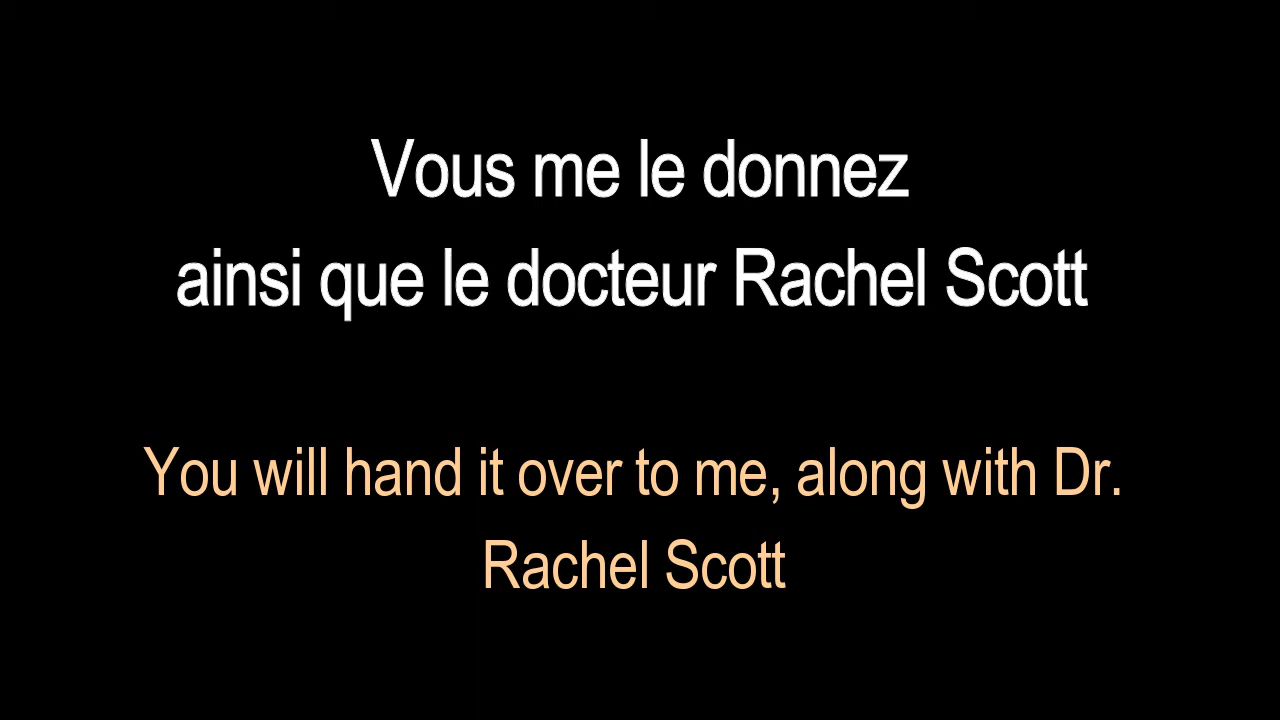 Vous me le donnez
ainsi que le docteur Rachel Scott
You will hand it over to me, along with Dr.
Rachel Scott